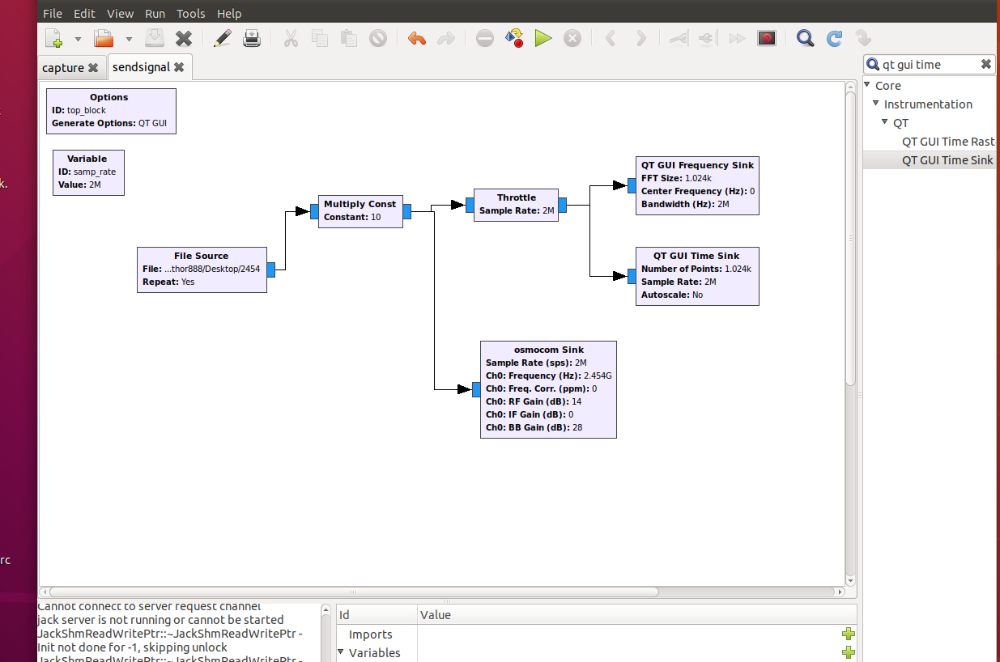 File Edit View Run Tools Help
capture
sendsignal
qt gui time
Core
Instrumentation
QT
QT GUI Time Rast
QT GUI Time Sink
Options
ID: top_block
Generate Options: QT GUI
Variable
ID: samp_rate
Value: 2M
File Source
File: ...thor888/Desktop/2454
Repeat: Yes
Multiply Const
Constant: 10
Throttle
Sample Rate: 2M
QT GUI Frequency Sink
FFT Size: 1.024k
Center Frequency (Hz): 0
Bandwidth (Hz): 2M
QT GUI Time Sink
Number of Points: 1.024k
Sample Rate: 2M
Autoscale: No
osmocom Sink
Sample Rate (sps): 2M
Ch0: Frequency (Hz): 2.454G
Ch0: Freq. Corr. (ppm): 0
Ch0: RF Gain (dB): 14
Ch0: IF Gain (dB): 0
Ch0: BB Gain (dB): 28
k.
rc
Cannot connect to server request channel
jack server is not running or cannot be started
JackShmReadWritePtr::~JackShmReadWritePtr -
Init not done for -1, skipping unlock
JackShmReadWritePtr::~JackShmReadWritePtr -
Id Value
Imports
Variables